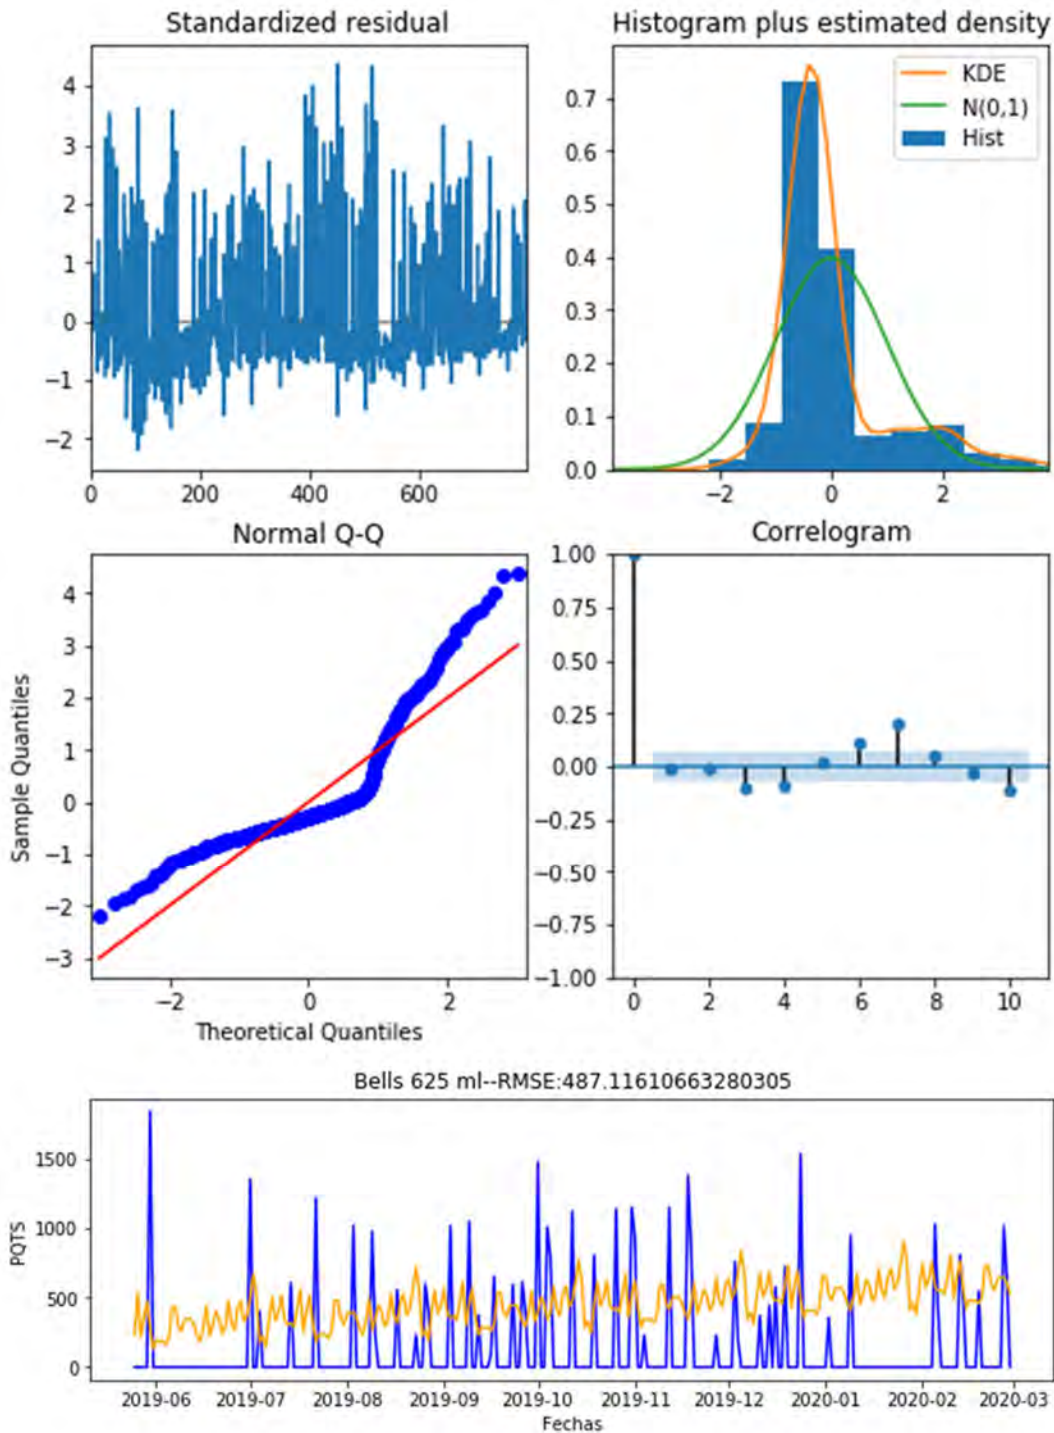 Standardized residual
4
3
2
1
0
−1
−2
0 200 400 600
Histogram plus estimated density
KDE
N(0,1)
Hist
0.7
0.6
0.5
0.4
0.3
0.2
0.1
0.0
−2 0 2
Normal Q-Q
Sample Quantiles
4
3
2
1
0
−1
−2
−3
−2 0 2
Theoretical Quantiles
Correlogram
1.00
0.75
0.50
0.25
0.00
−0.25
−0.50
−0.75
−1.00
0 2 4 6 8 10
Bells 625 ml--RMSE:487.11610663280305
PQTS
1500
1000
500
0
2019-06 2019-07 2019-08 2019-09 2019-10 2019-11 2019-12 2020-01 2020-02 2020-03
Fechas